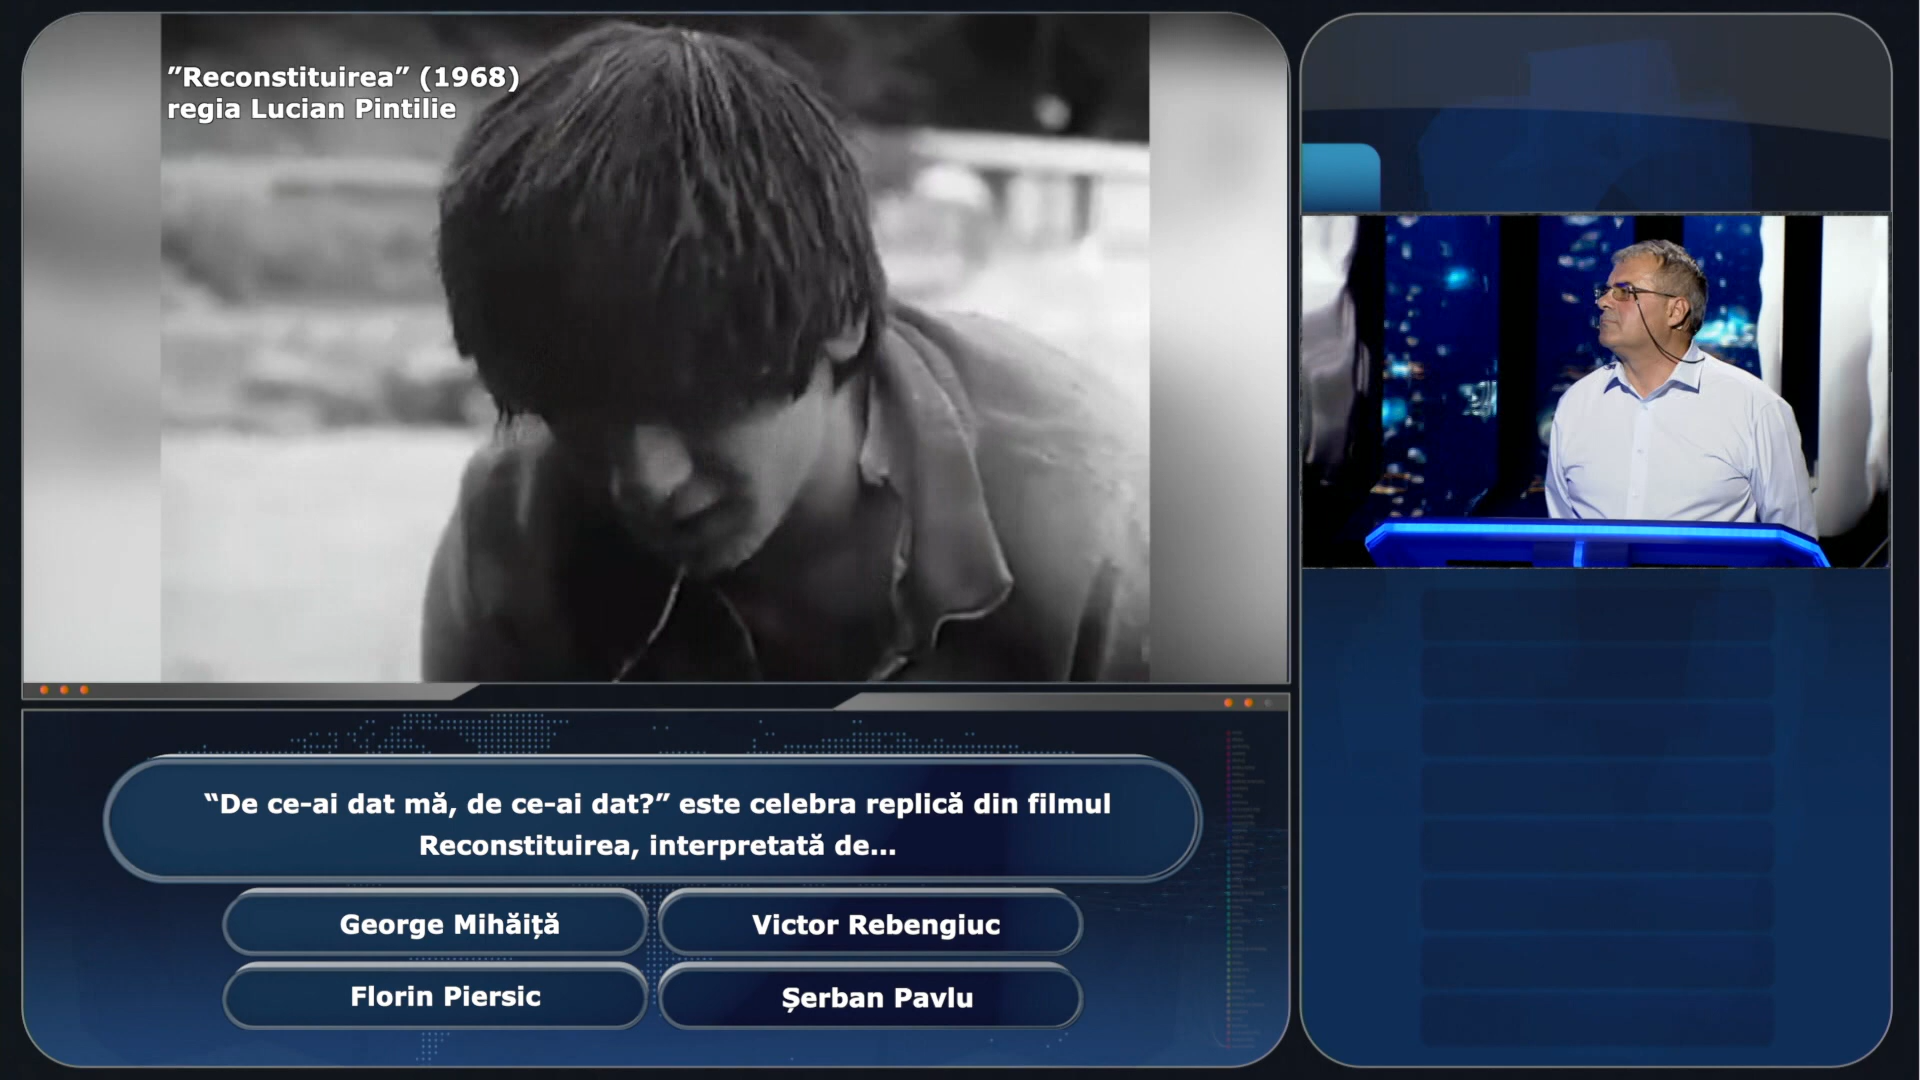 ”Reconstituirea” (1968)
regia Lucian Pintilie
“De ce-ai dat mă, de ce-ai dat?” este celebra replică din filmul
Reconstituirea, interpretată de...
George Mihăiță
Victor Rebengiuc
Florin Piersic
Șerban Pavlu